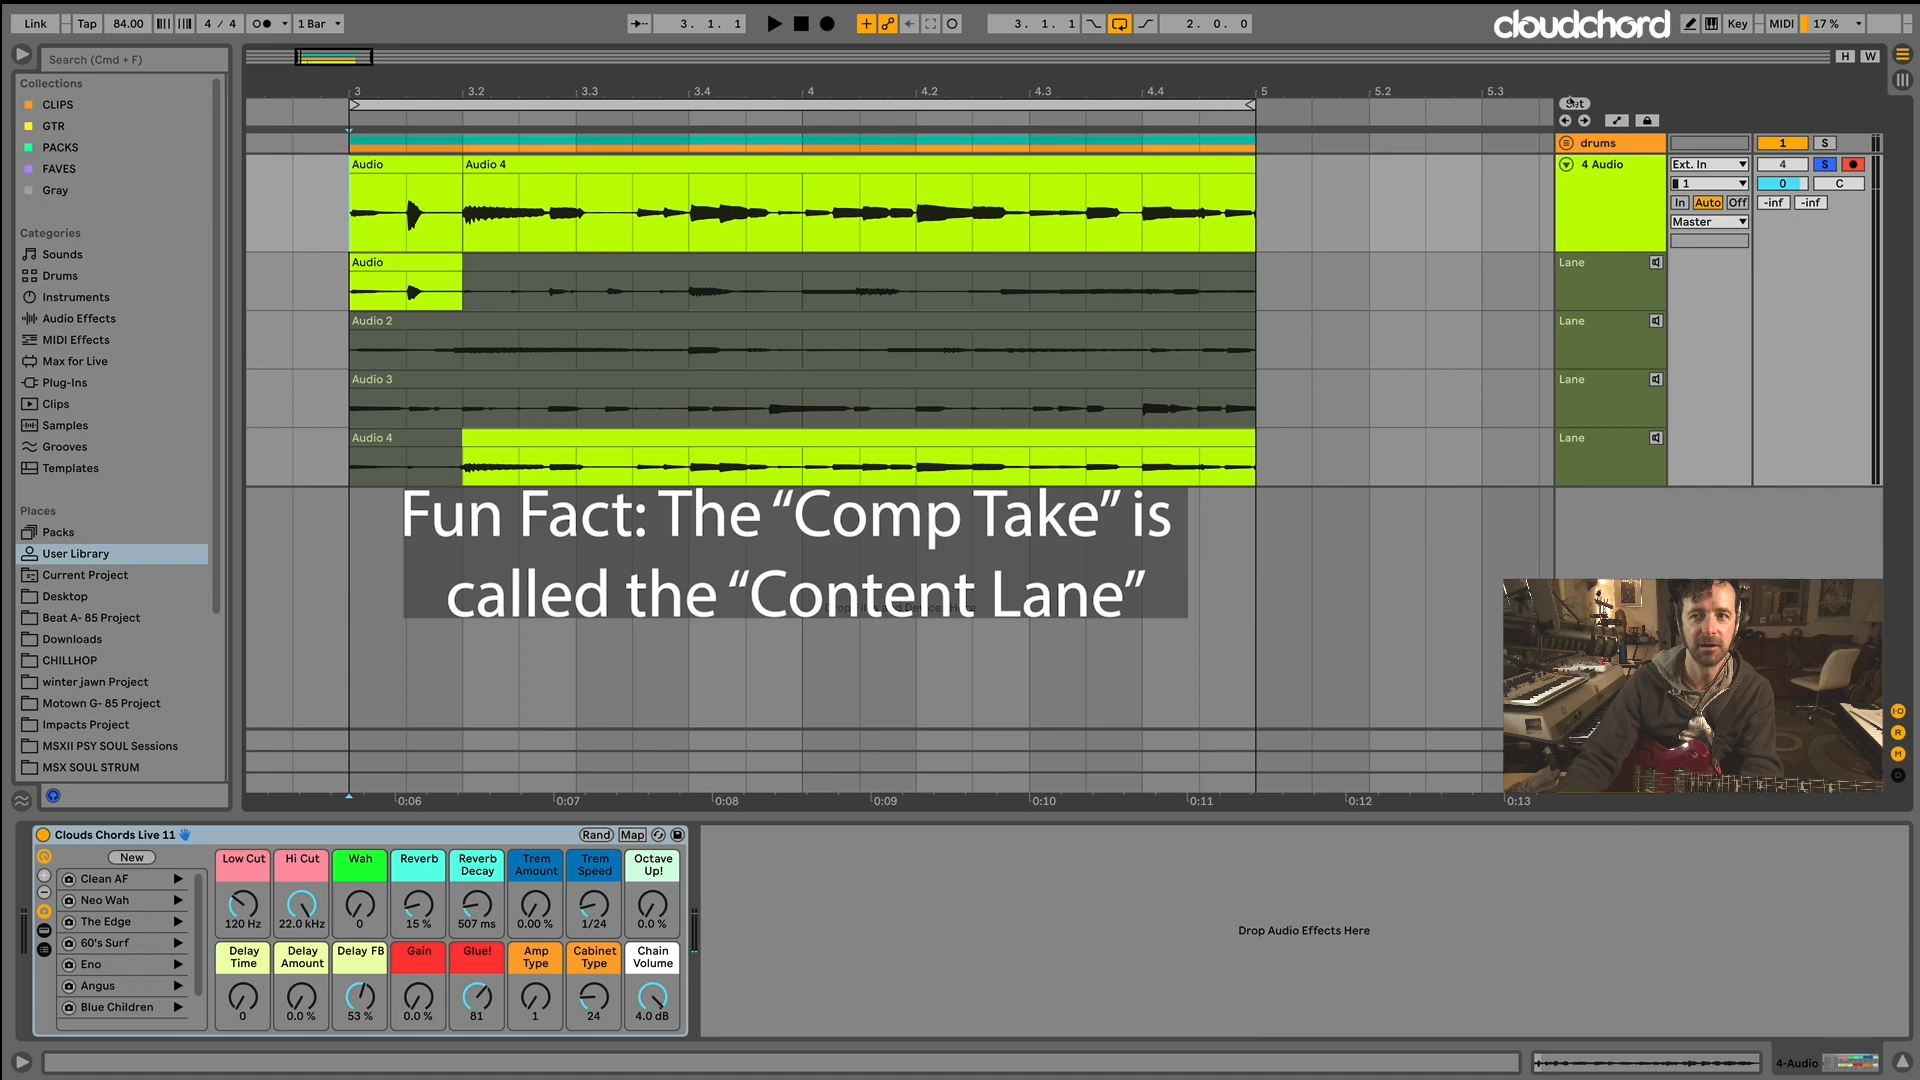 Link Tap 84.00 4 / 4 1 Bar
3. 1. 1
3. 1. 1 2. 0. 0
cloudchord
Key MIDI 17 %
Search (Cmd + F)
H W
Collections
CLIPS
GTR
PACKS
FAVES
Gray
Categories
Sounds
Drums
Instruments
Audio Effects
MIDI Effects
Max for Live
Plug-Ins
Clips
Samples
Grooves
Templates
Places
Packs
User Library
Current Project
Desktop
Beat A- 85 Project
Downloads
CHILLHOP
winter jawn Project
Motown G- 85 Project
Impacts Project
MSXII PSY SOUL Sessions
MSX SOUL STRUM
3 3.2 3.3 3.4 4 4.2 4.3 4.4 5 5.2 5.3
Set
drums 1 S
Audio Audio 4
4 Audio Ext. In 4 S
1 0 C
In Auto Off -inf -inf
Master
Audio
Lane
Audio 2
Lane
Audio 3
Lane
Audio 4
Lane
Fun Fact: The “Comp Take” is
called the “Content Lane”
I·O
R
M
D
0:06 0:07 0:08 0:09 0:10 0:11 0:12 0:13
Clouds Chords Live 11 Rand Map
New
Clean AF
Neo Wah
The Edge
60's Surf
Eno
Angus
Blue Children
Low Cut Hi Cut Wah Reverb Reverb Decay Trem Amount Trem Speed Octave Up!
120 Hz 22.0 kHz 0 15 % 507 ms 0.00 % 1/24 0.0 %
Delay Time Delay Amount Delay FB Gain Glue! Amp Type Cabinet Type Chain Volume
0 0.0 % 53 % 0.0 % 81 1 24 4.0 dB
Drop Audio Effects Here
4-Audio